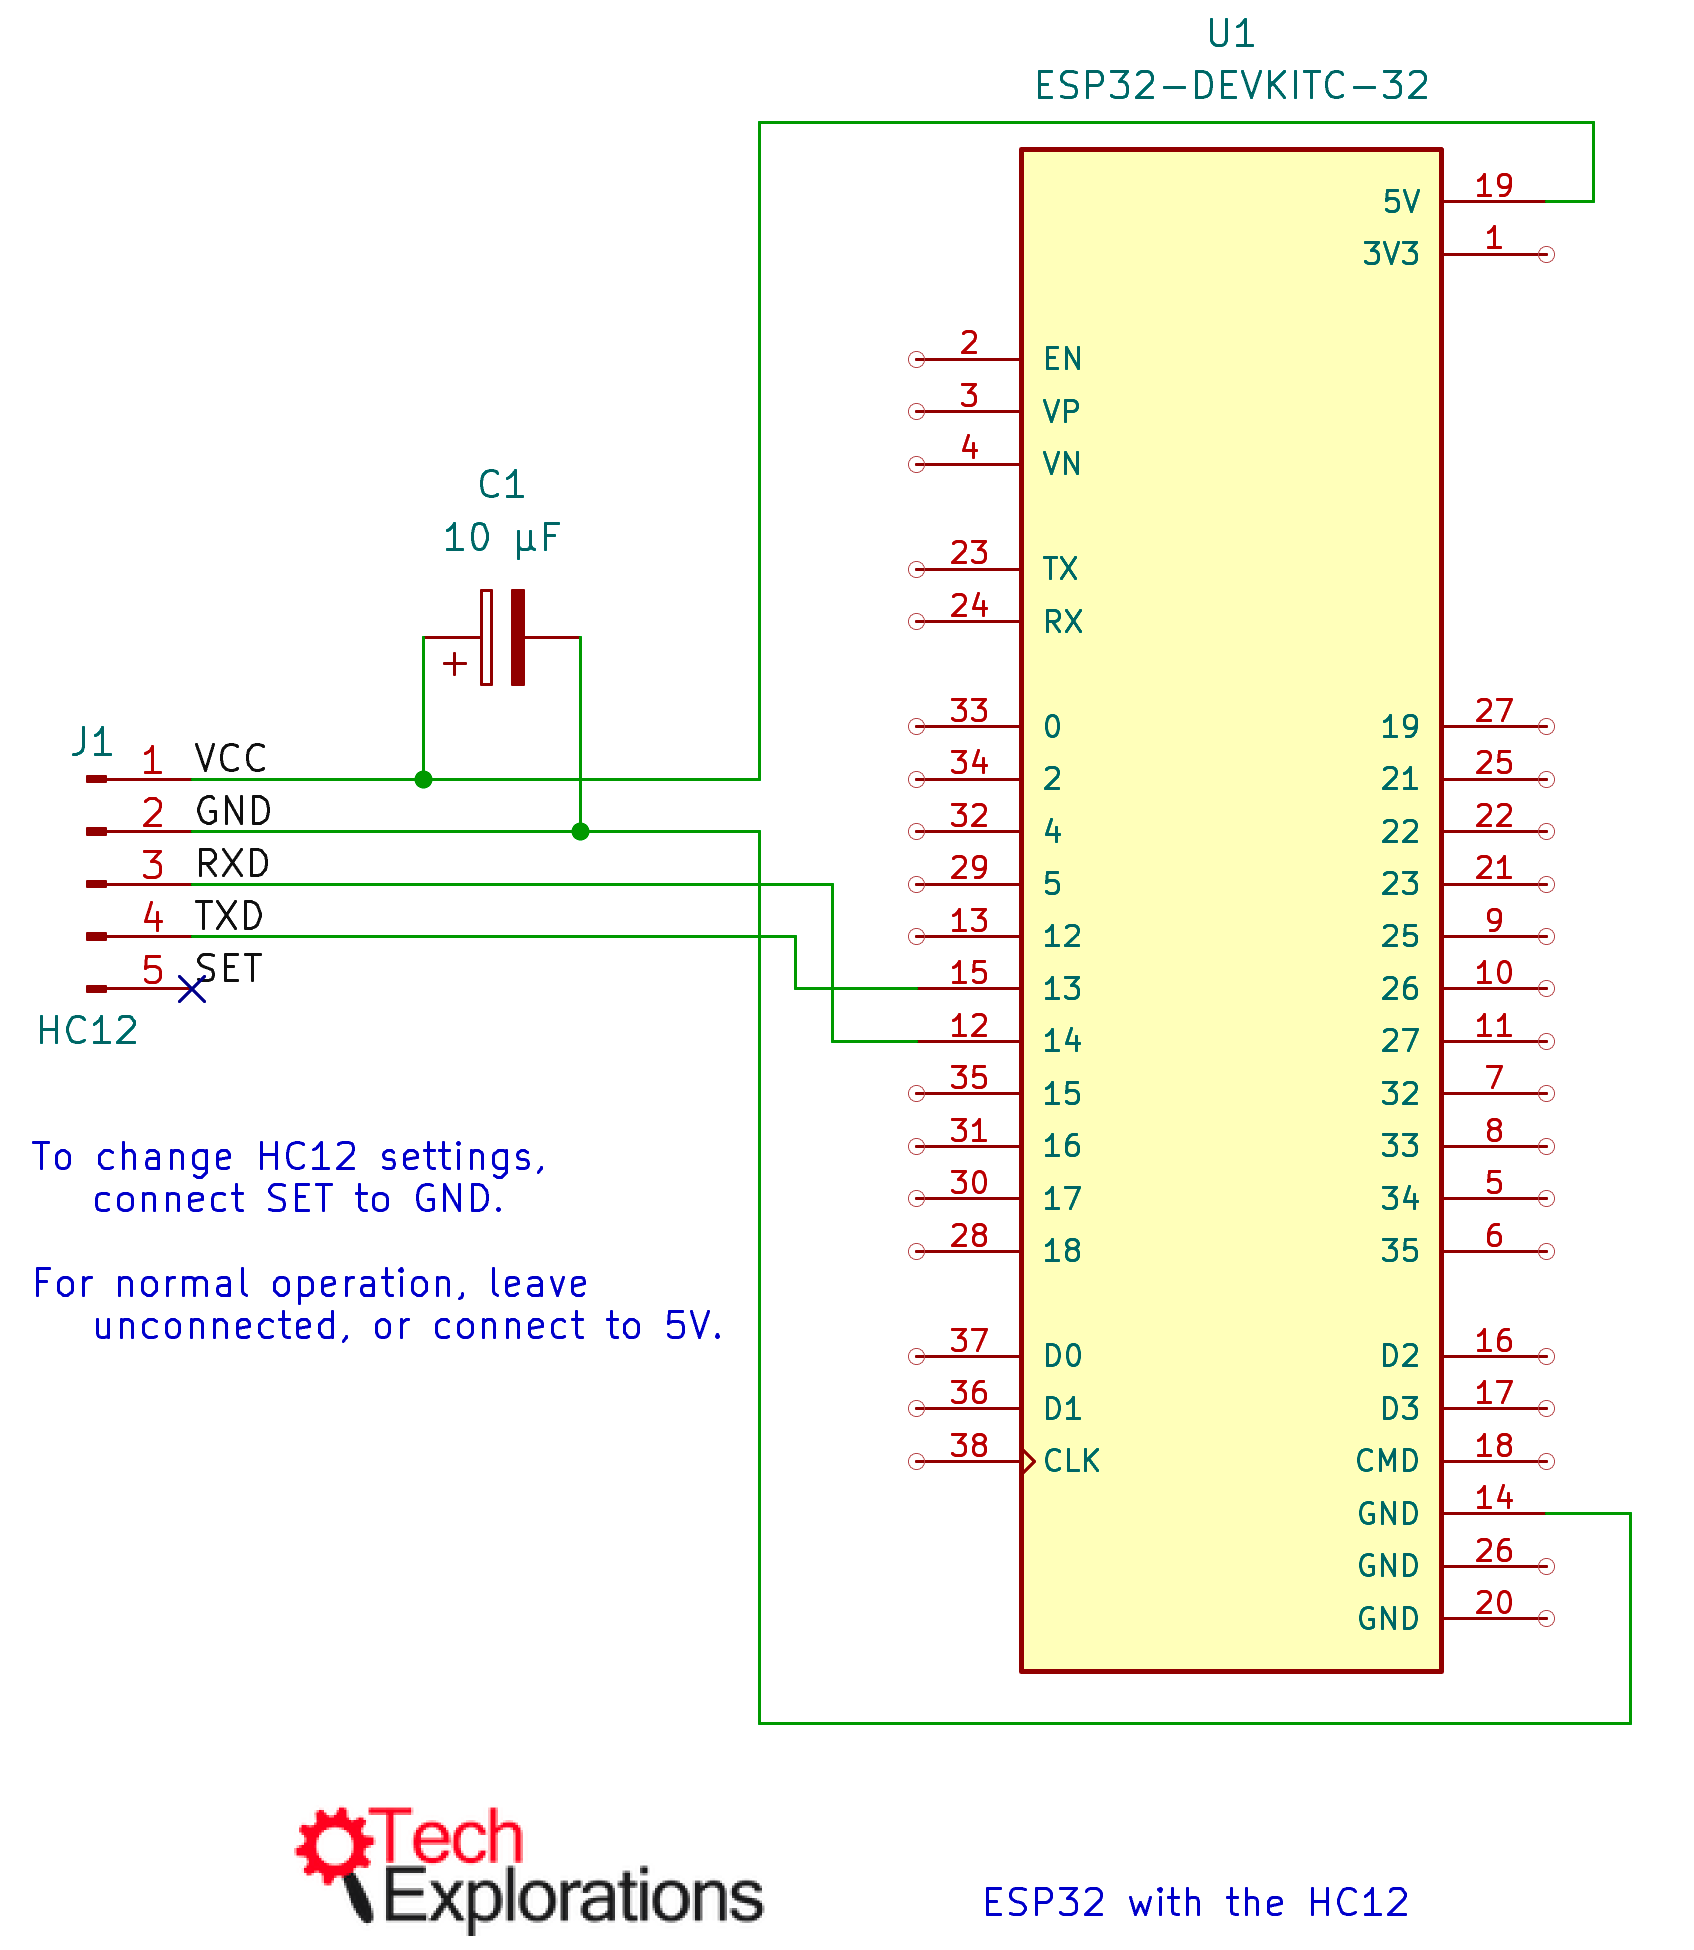 U1
ESP32-DEVKITC-32
5V 19
3V3 1
2 EN
3 VP
4 VN
C1
10 µF
23 TX
24 RX
+
J1
1 VCC
2 GND
3 RXD
4 TXD
5 SET
HC12
33 0 19 27
34 2 21 25
32 4 22 22
29 5 23 21
13 12 25 9
15 13 26 10
12 14 27 11
35 15 32 7
31 16 33 8
30 17 34 5
28 18 35 6
To change HC12 settings,
connect SET to GND.
For normal operation, leave
unconnected, or connect to 5V.
37 D0 D2 16
36 D1 D3 17
38 CLK CMD 18
GND 14
GND 26
GND 20
Tech
Explorations
ESP32 with the HC12